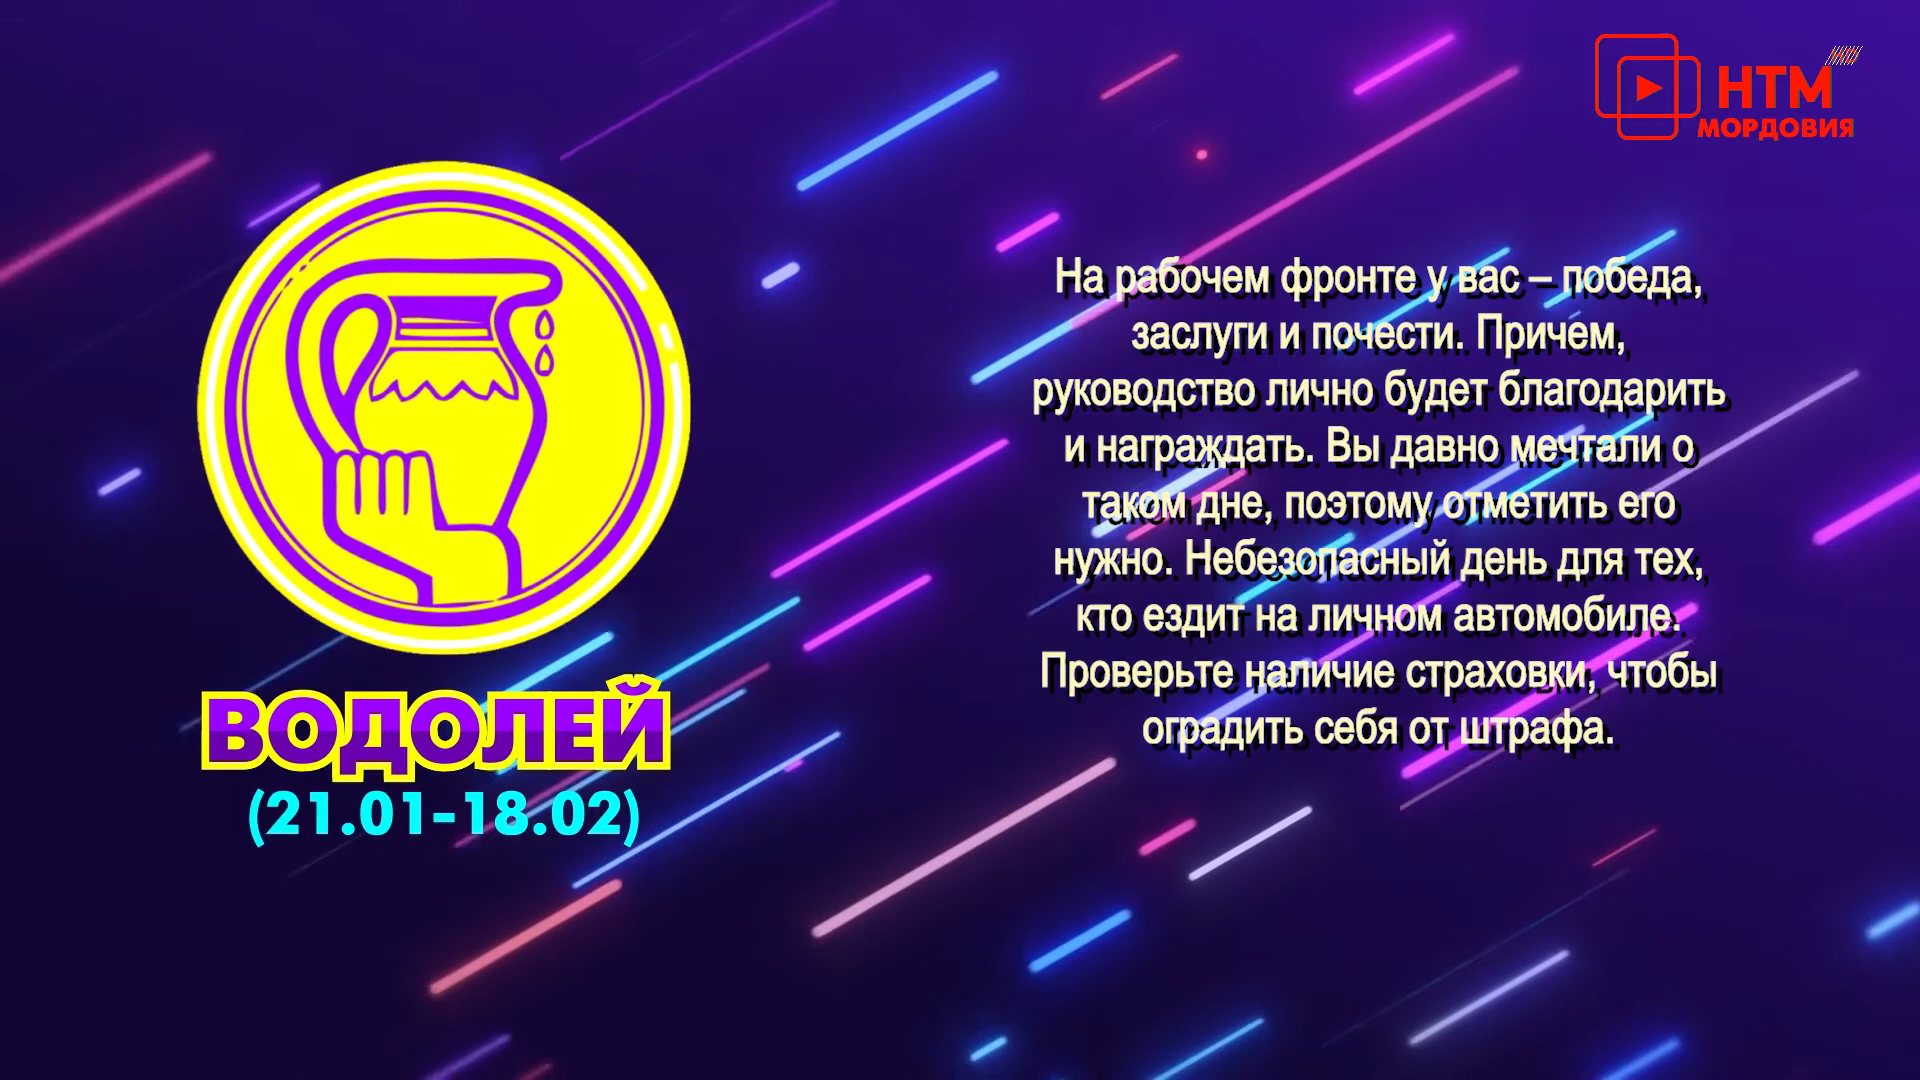 НТМ
МОРДОВИЯ
На рабочем фронте у вас – победа,
заслуги и почести. Причем,
руководство лично будет благодарить
и награждать. Вы давно мечтали о
таком дне, поэтому отметить его
нужно. Небезопасный день для тех,
кто ездит на личном автомобиле.
Проверьте наличие страховки, чтобы
оградить себя от штрафа.
ВОДОЛЕЙ
(21.01-18.02)